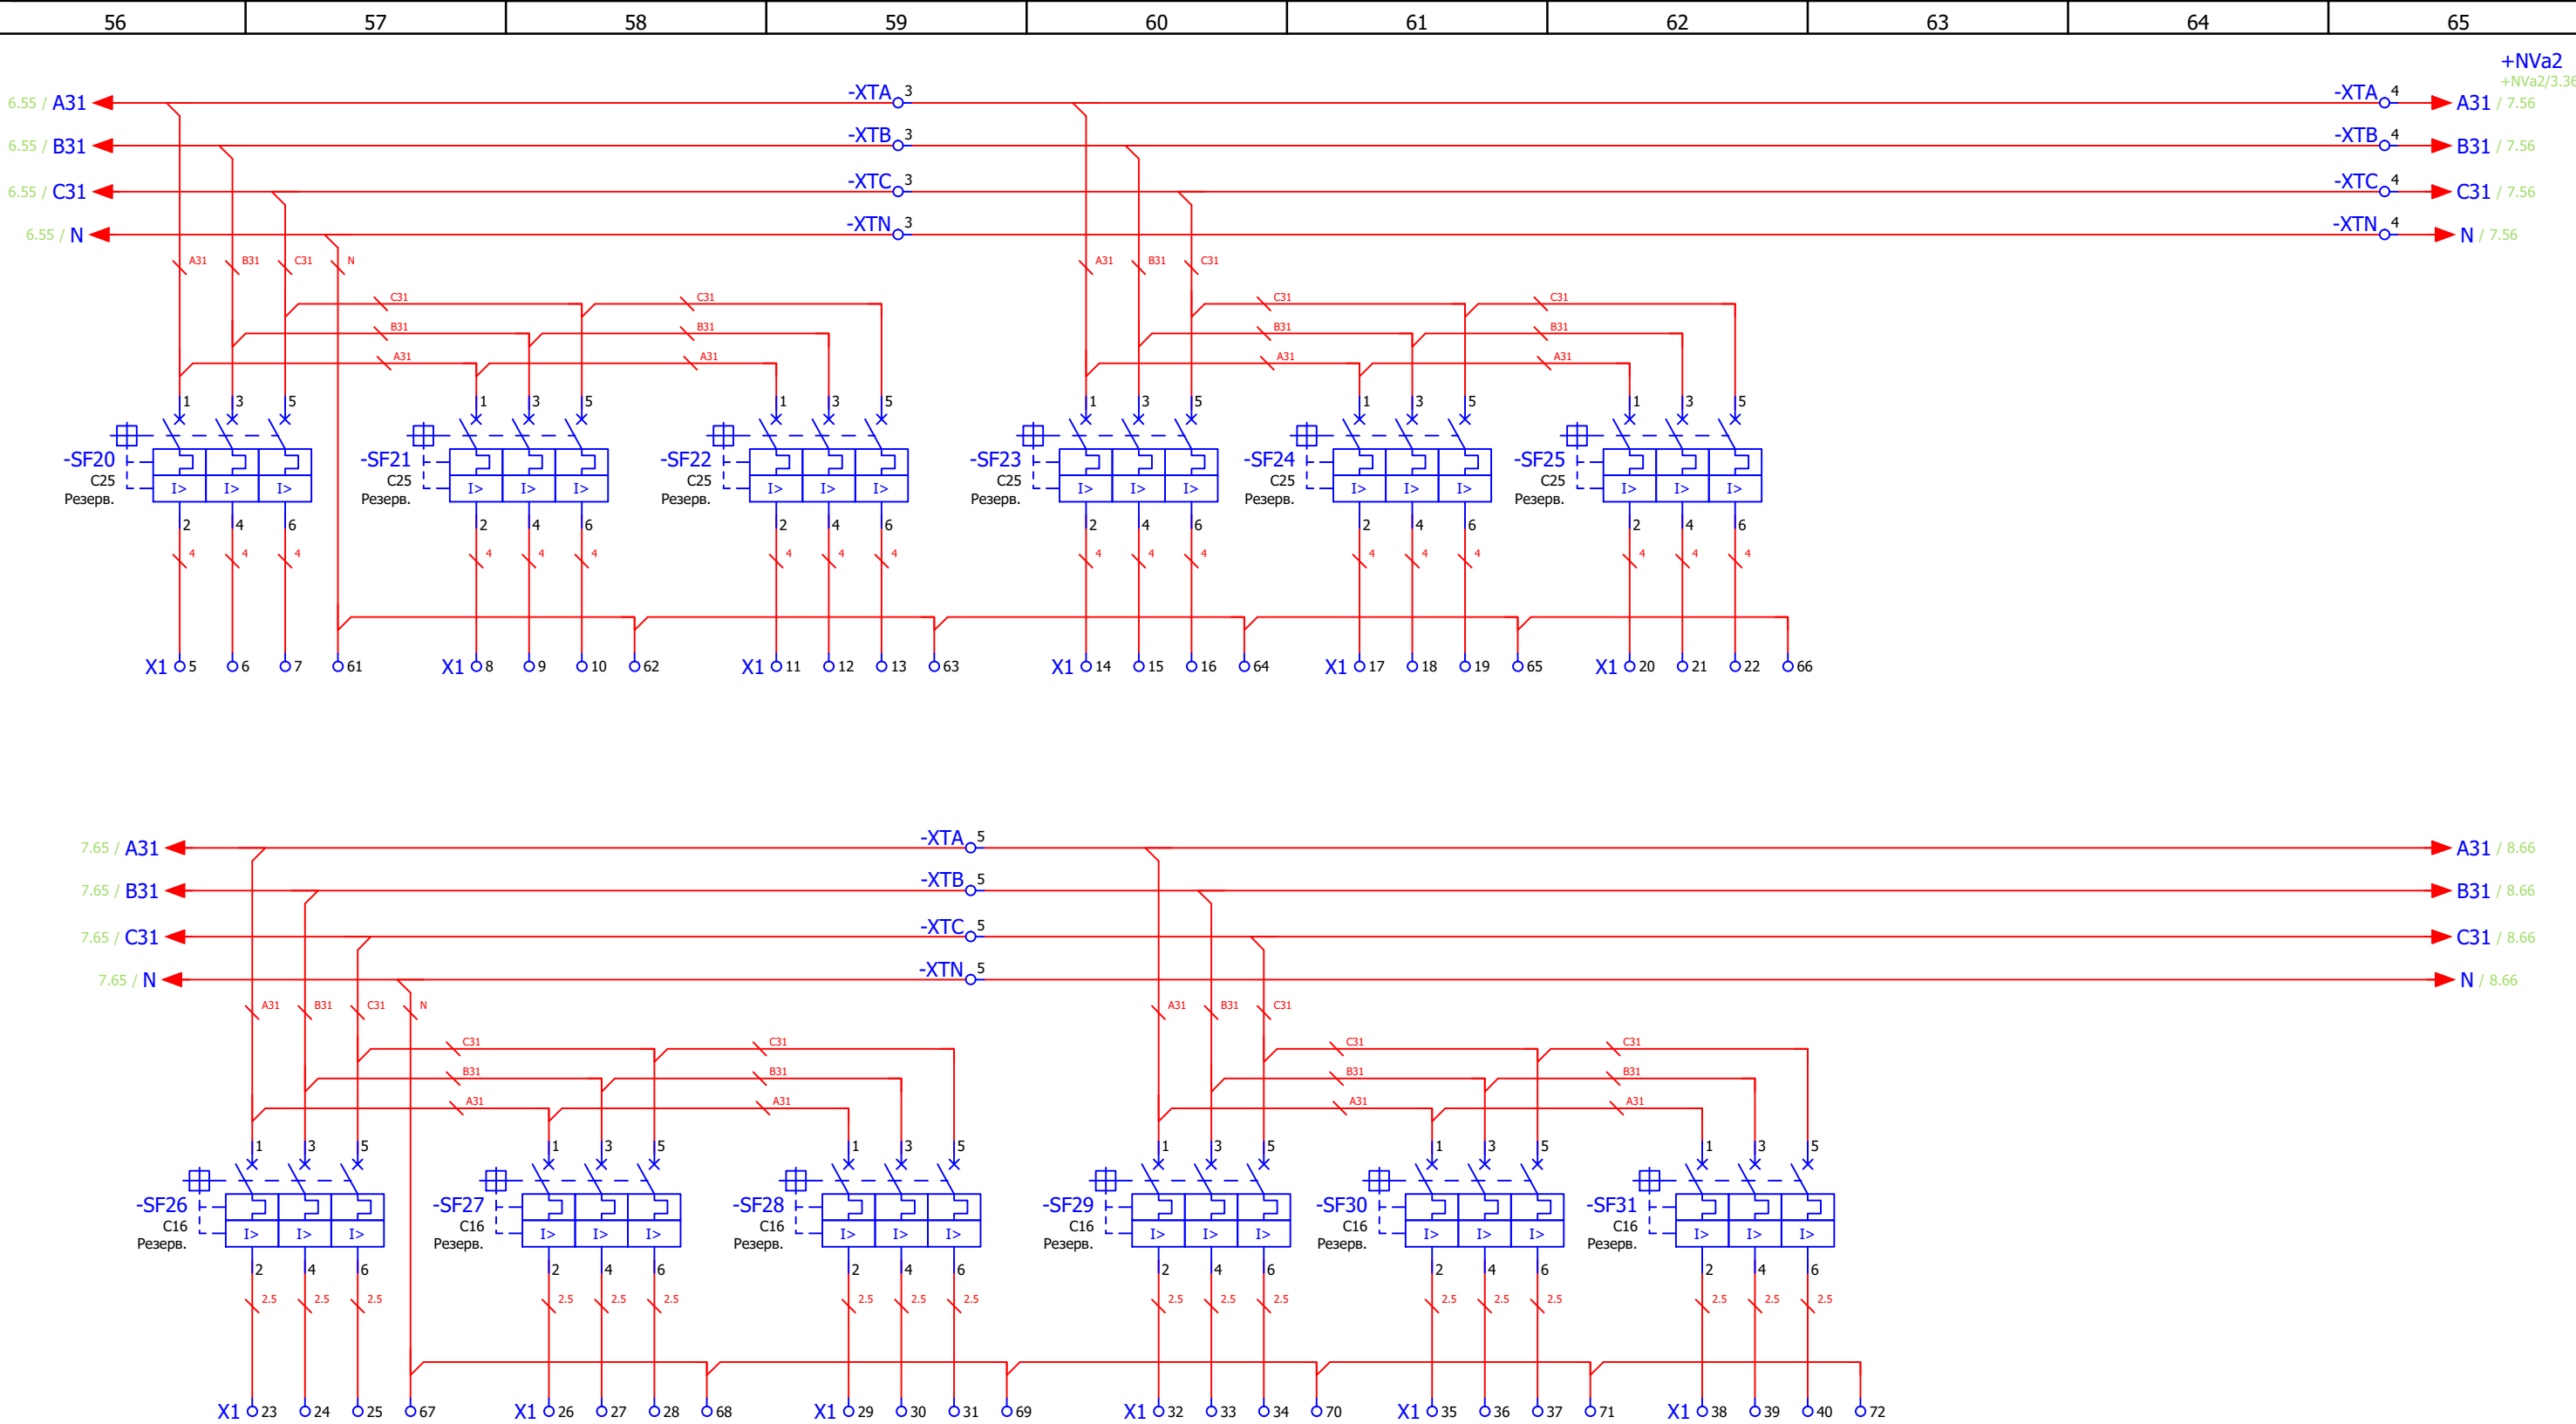 56 57 58 59 60 61 62 63 64 65
+NVa2
+NVa2/3.36
6.55 / A31 -XTA 3 -XTA 4 A31 / 7.56
6.55 / B31 -XTB 3 -XTB 4 B31 / 7.56
6.55 / C31 -XTC 3 -XTC 4 C31 / 7.56
6.55 / N -XTN 3 -XTN 4 N / 7.56
A31 B31 C31 N A31 B31 C31
C31 C31 C31 C31
B31 B31 B31 B31
A31 A31 A31 A31
1 3 5 1 3 5 1 3 5 1 3 5 1 3 5 1 3 5
-SF20 -SF21 -SF22 -SF23 -SF24 -SF25
C25 C25 C25 C25 C25 C25
I> I> I> I> I> I> I> I> I> I> I> I> I> I> I> I> I> I>
Резерв. Резерв. Резерв. Резерв. Резерв. Резерв.
2 4 6 2 4 6 2 4 6 2 4 6 2 4 6 2 4 6
4 4 4 4 4 4 4 4 4 4 4 4 4 4 4 4 4 4
X1 5 6 7 61 X1 8 9 10 62 X1 11 12 13 63 X1 14 15 16 64 X1 17 18 19 65 X1 20 21 22 66
7.65 / A31 -XTA 5 A31 / 8.66
7.65 / B31 -XTB 5 B31 / 8.66
7.65 / C31 -XTC 5 C31 / 8.66
7.65 / N -XTN 5 N / 8.66
A31 B31 C31 N A31 B31 C31
C31 C31 C31 C31
B31 B31 B31 B31
A31 A31 A31 A31
1 3 5 1 3 5 1 3 5 1 3 5 1 3 5 1 3 5
-SF26 -SF27 -SF28 -SF29 -SF30 -SF31
C16 C16 C16 C16 C16 C16
I> I> I> I> I> I> I> I> I> I> I> I> I> I> I> I> I> I>
Резерв. Резерв. Резерв. Резерв. Резерв. Резерв.
2 4 6 2 4 6 2 4 6 2 4 6 2 4 6 2 4 6
2.5 2.5 2.5 2.5 2.5 2.5 2.5 2.5 2.5 2.5 2.5 2.5 2.5 2.5 2.5 2.5 2.5 2.5
X1 23 24 25 67 X1 26 27 28 68 X1 29 30 31 69 X1 32 33 34 70 X1 35 36 37 71 X1 38 39 40 72